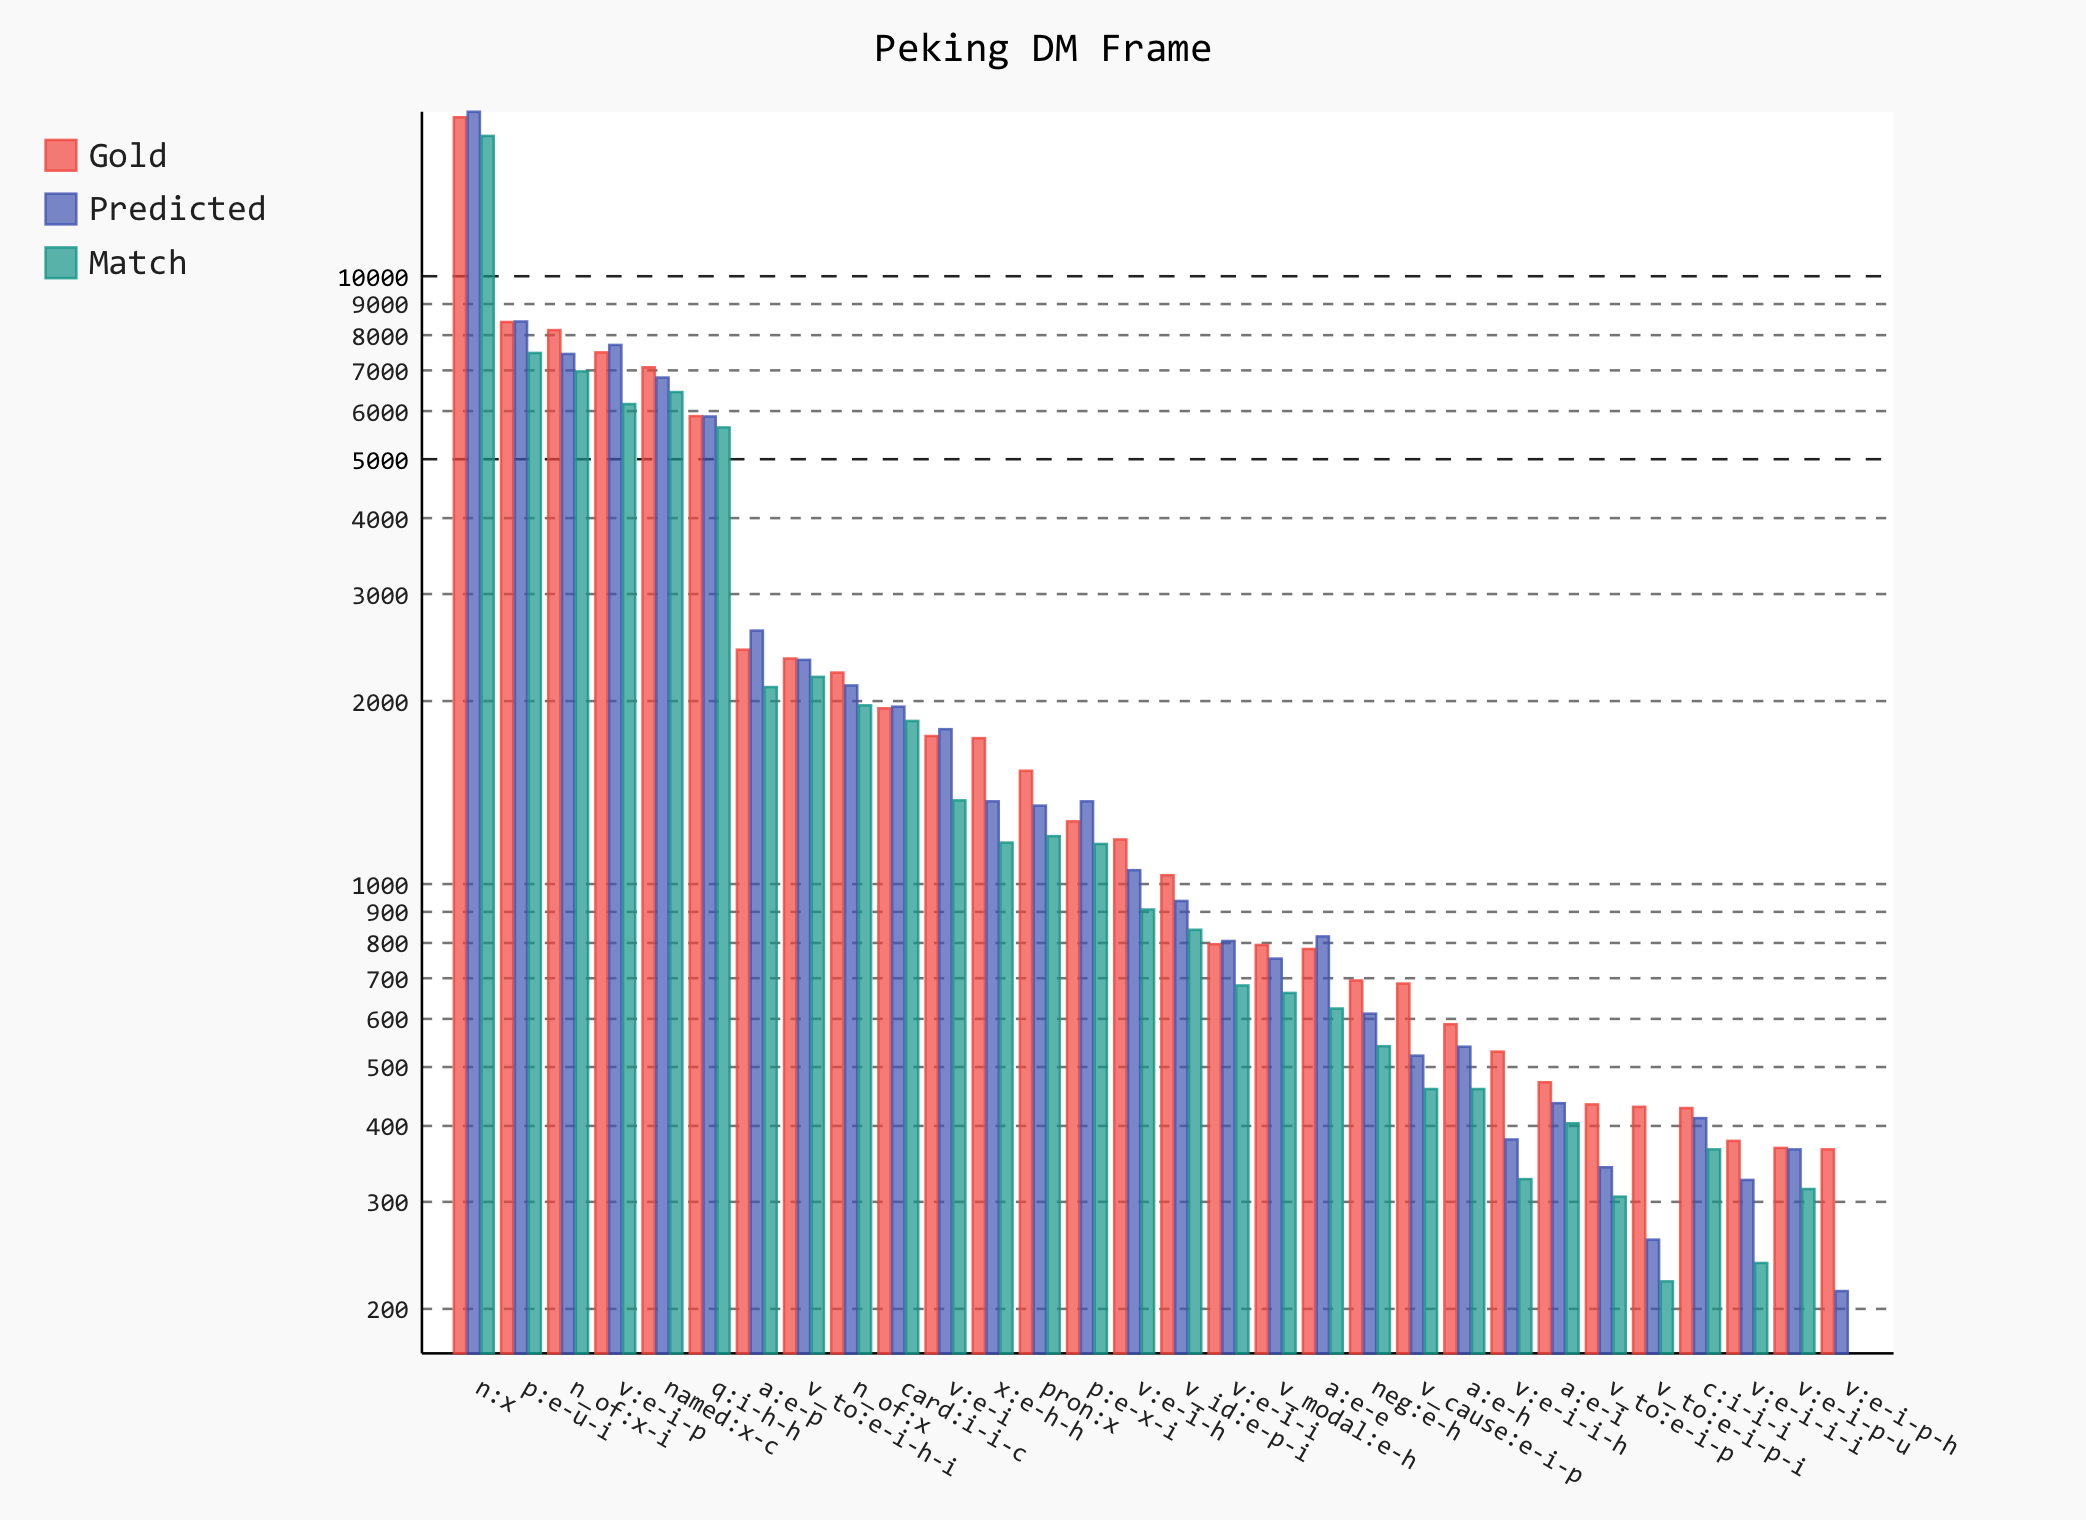 Peking DM Frame
Gold
Predicted
Match
10000
9000
8000
7000
6000
5000
4000
3000
2000
1000
900
800
700
600
500
400
300
200
n:x
p:e-u-i
n_of:x-i
v:e-i-p
named:x-c
q:i-h-h
a:e-p
v_to:e-i-h-i
n_of:x
card:i-i-c
v:e-i
x:e-h-h
pron:x
p:e-x-i
v:e-i-h
v_id:e-p-i
v:e-i-i
v_modal:e-h
a:e-e
neg:e-h
v_cause:e-i-p
a:e-h
v:e-i-i-h
a:e-i
v_to:e-i-p
v_to:e-i-p-i
c:i-i-i
v:e-i-i-i
v:e-i-p-u
v:e-i-p-h